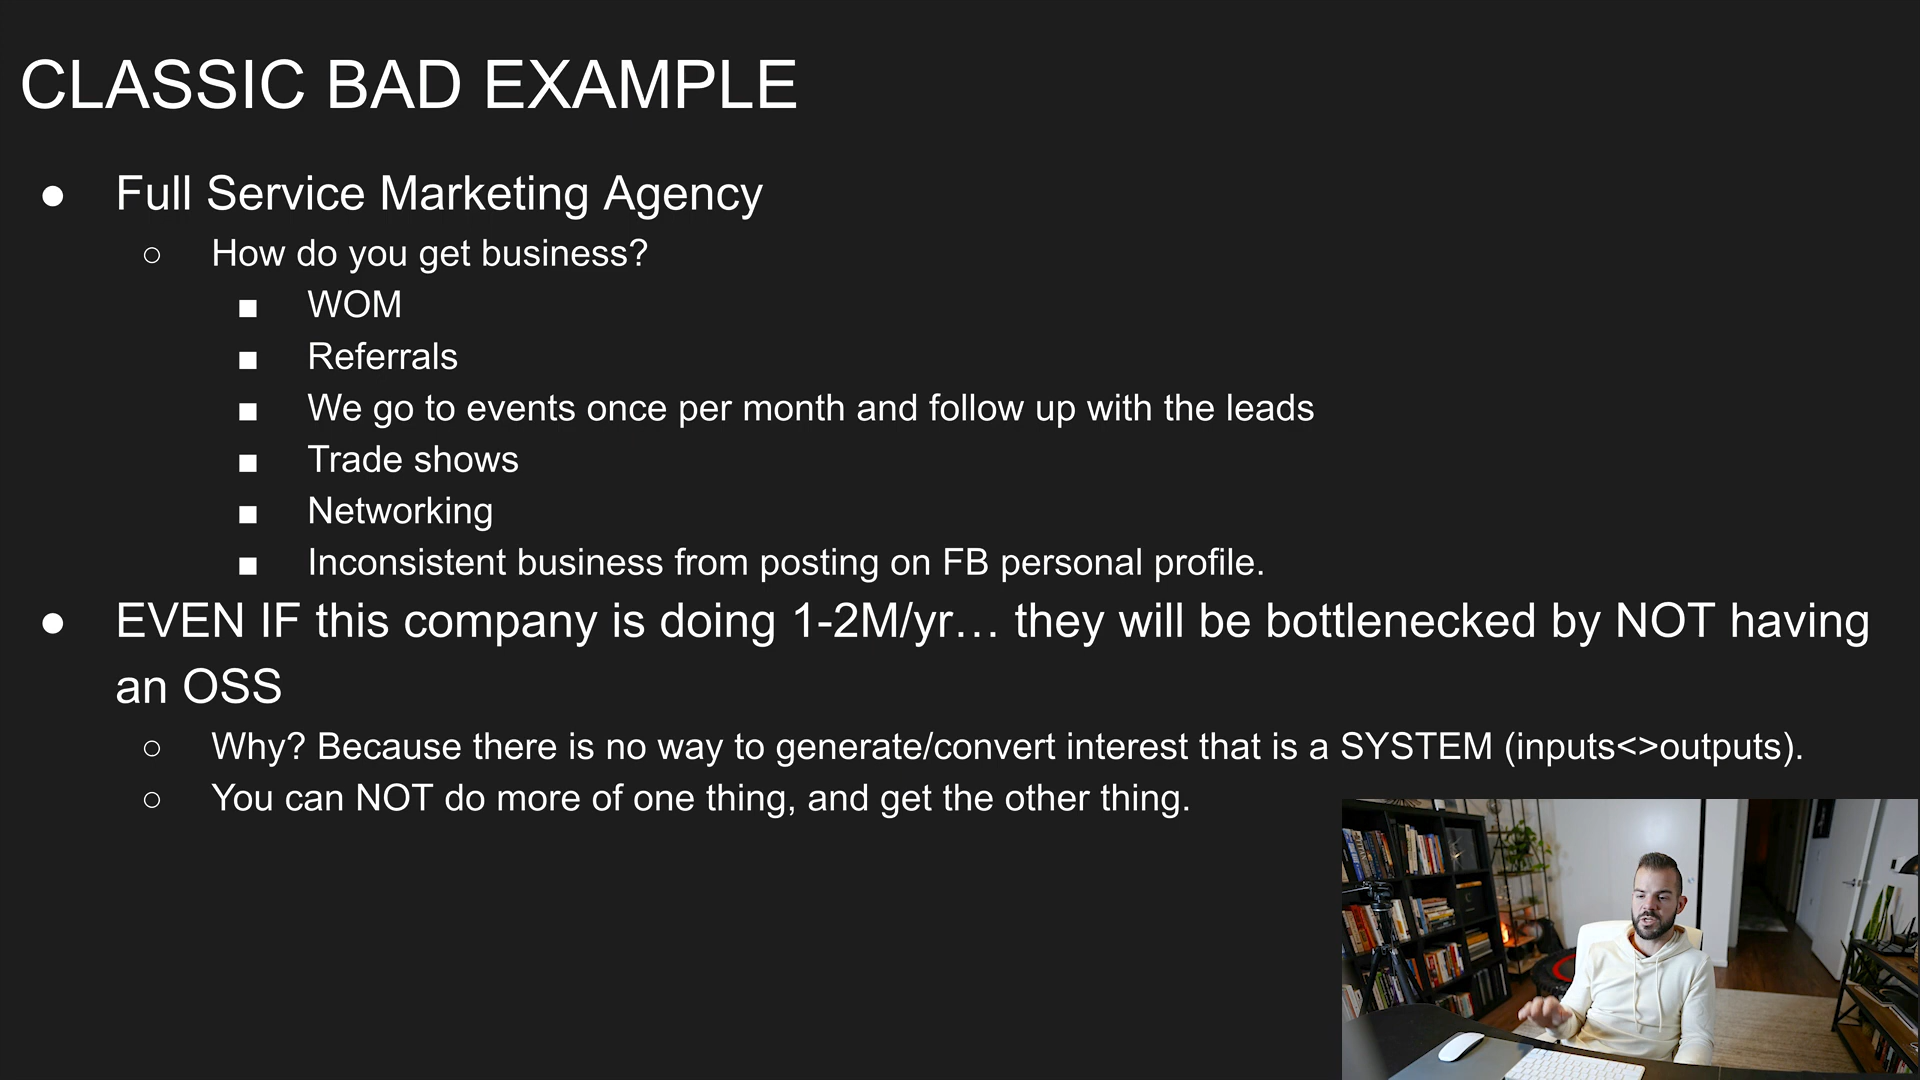 CLASSIC BAD EXAMPLE
● Full Service Marketing Agency
○ How do you get business?
■ WOM
■ Referrals
■ We go to events once per month and follow up with the leads
■ Trade shows
■ Networking
■ Inconsistent business from posting on FB personal profile.
● EVEN IF this company is doing 1-2M/yr… they will be bottlenecked by NOT having
an OSS
○ Why? Because there is no way to generate/convert interest that is a SYSTEM (inputs<>outputs).
○ You can NOT do more of one thing, and get the other thing.